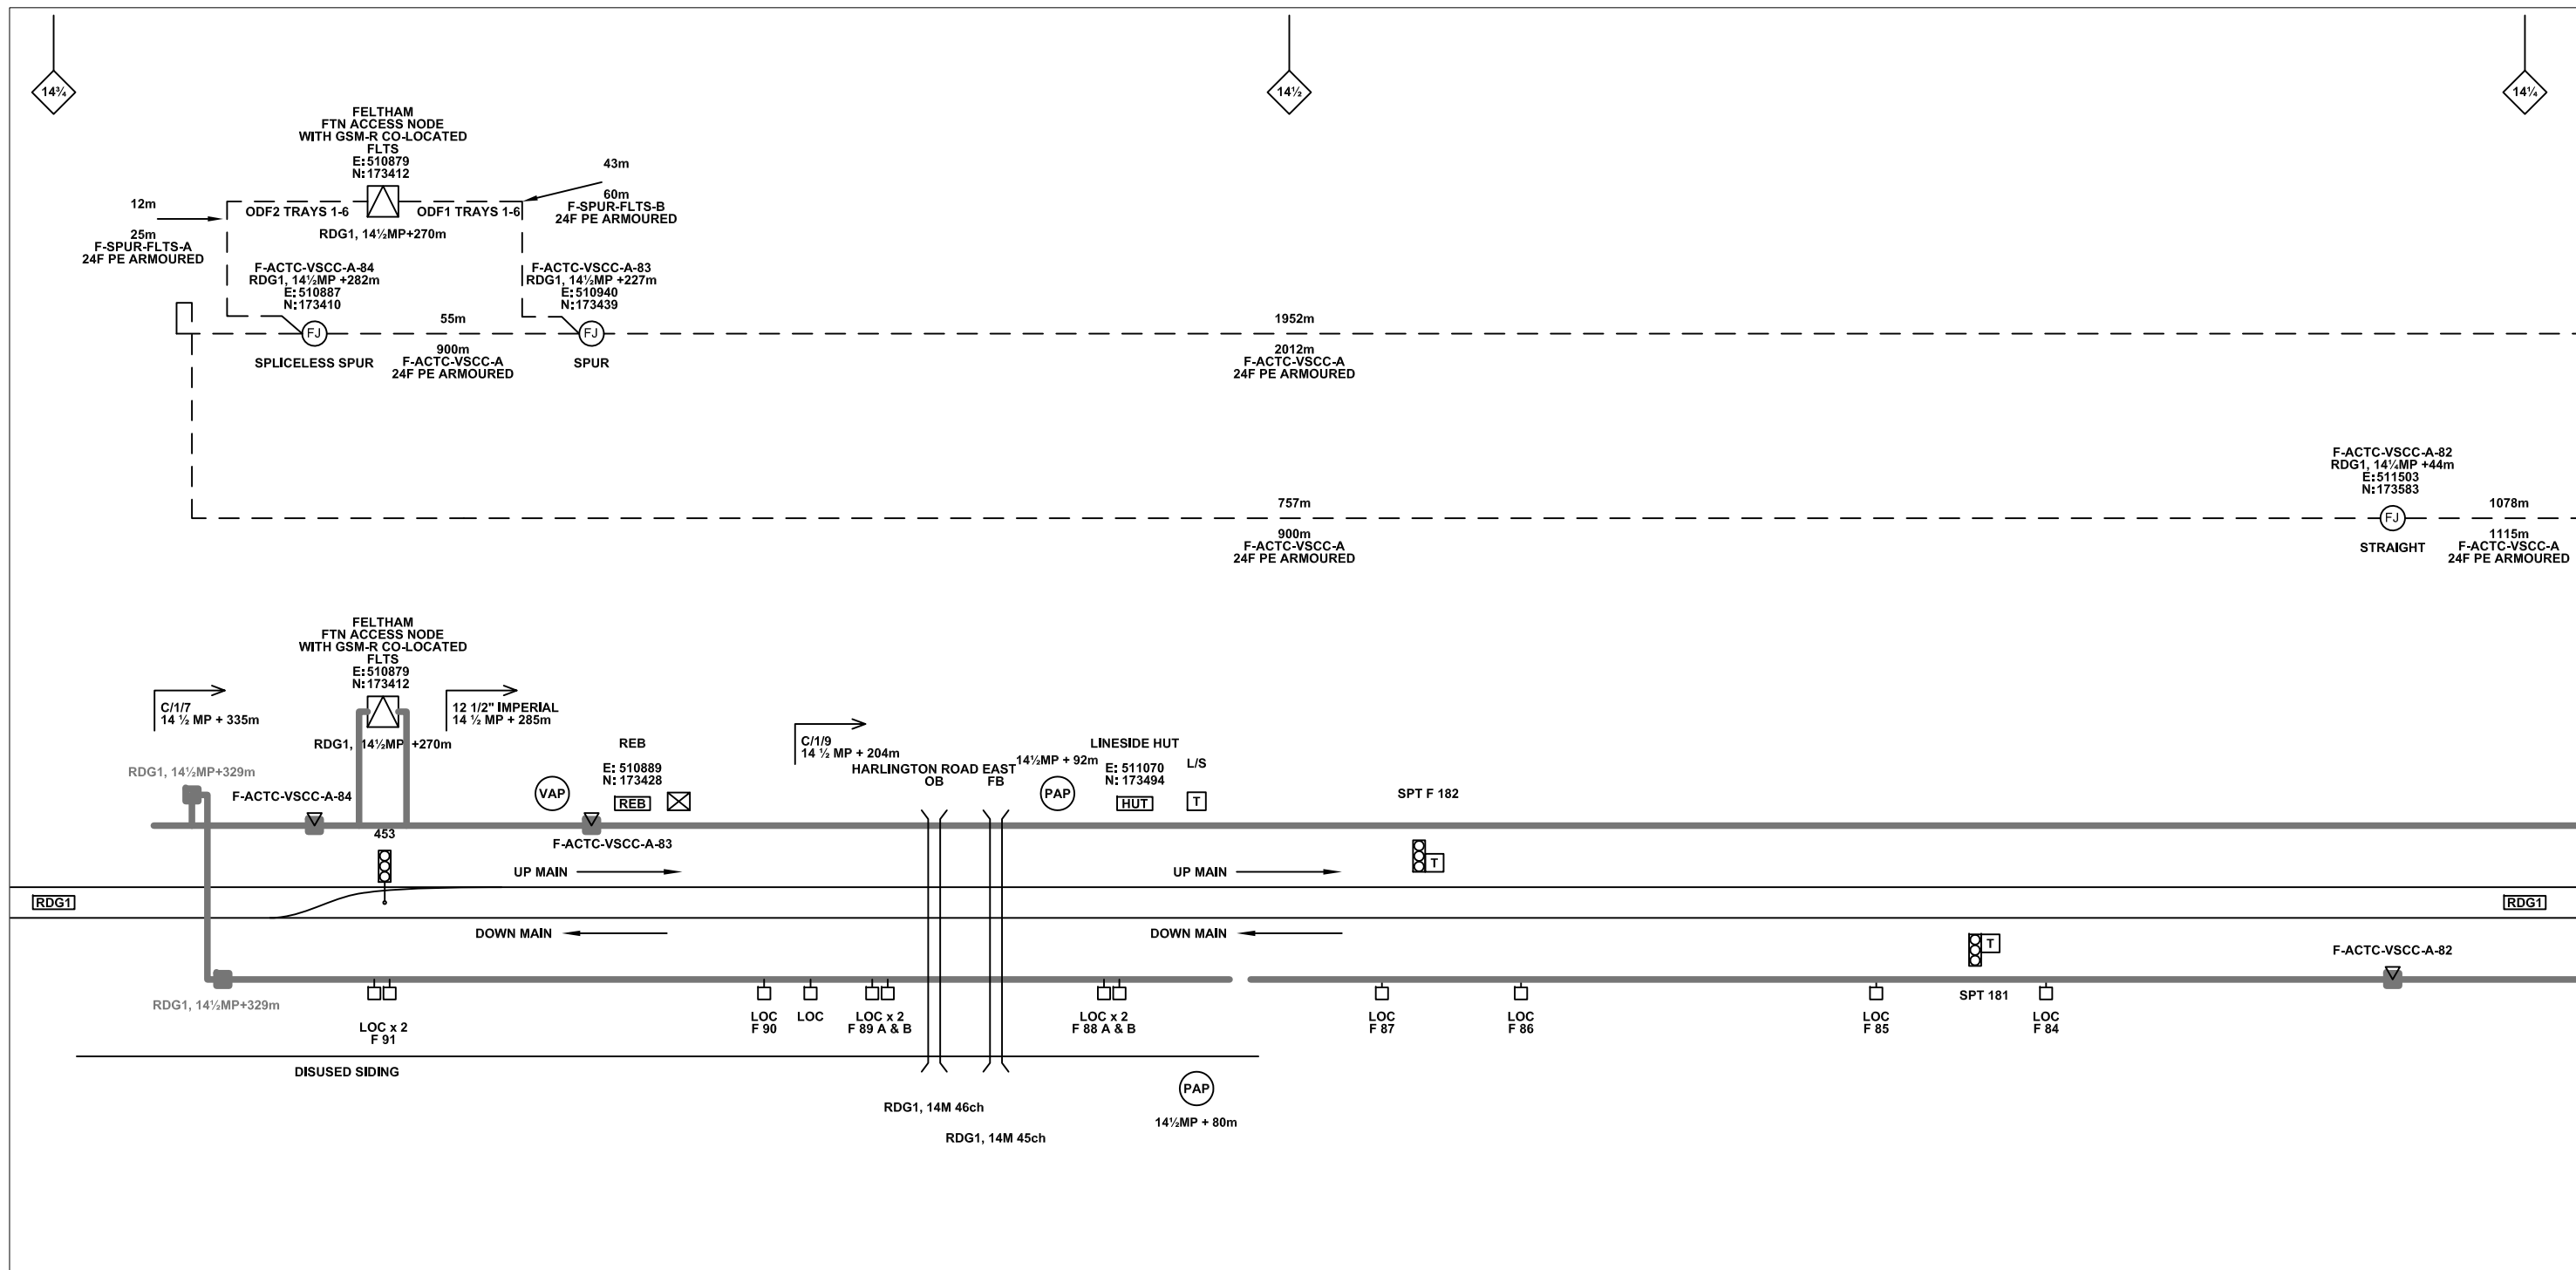 14¾
14½
14¼
FELTHAM
FTN ACCESS NODE
WITH GSM-R CO-LOCATED
FLTS
E: 510879
N: 173412
12m
25m
F-SPUR-FLTS-A
24F PE ARMOURED
ODF2 TRAYS 1-6
ODF1 TRAYS 1-6
RDG1, 14½MP+270m
43m
60m
F-SPUR-FLTS-B
24F PE ARMOURED
F-ACTC-VSCC-A-84
RDG1, 14½MP +282m
E: 510887
N: 173410
FJ
SPLICELESS SPUR
55m
900m
F-ACTC-VSCC-A
24F PE ARMOURED
F-ACTC-VSCC-A-83
RDG1, 14½MP +227m
E: 510940
N: 173439
FJ
SPUR
1952m
2012m
F-ACTC-VSCC-A
24F PE ARMOURED
757m
900m
F-ACTC-VSCC-A
24F PE ARMOURED
F-ACTC-VSCC-A-82
RDG1, 14¼MP +44m
E: 511503
N: 173583
FJ
STRAIGHT
1078m
1115m
F-ACTC-VSCC-A
24F PE ARMOURED
FELTHAM
FTN ACCESS NODE
WITH GSM-R CO-LOCATED
FLTS
E: 510879
N: 173412
C/1/7
14 ½ MP + 335m
12 1/2" IMPERIAL
14 ½ MP + 285m
RDG1, 14½MP +270m
RDG1, 14½MP+329m
F-ACTC-VSCC-A-84
VAP
REB
E: 510889
N: 173428
REB
C/1/9
14 ½ MP + 204m
HARLINGTON ROAD EAST
OB
FB
14½MP + 92m
PAP
LINESIDE HUT
E: 511070
N: 173494
HUT
L/S
T
SPT F 182
T
453
F-ACTC-VSCC-A-83
UP MAIN
UP MAIN
RDG1
RDG1
DOWN MAIN
DOWN MAIN
T
SPT 181
F-ACTC-VSCC-A-82
RDG1, 14½MP+329m
LOC x 2
F 91
LOC
F 90
LOC
LOC x 2
F 89 A & B
LOC x 2
F 88 A & B
LOC
F 87
LOC
F 86
LOC
F 85
LOC
F 84
DISUSED SIDING
PAP
14½MP + 80m
RDG1, 14M 46ch
RDG1, 14M 45ch